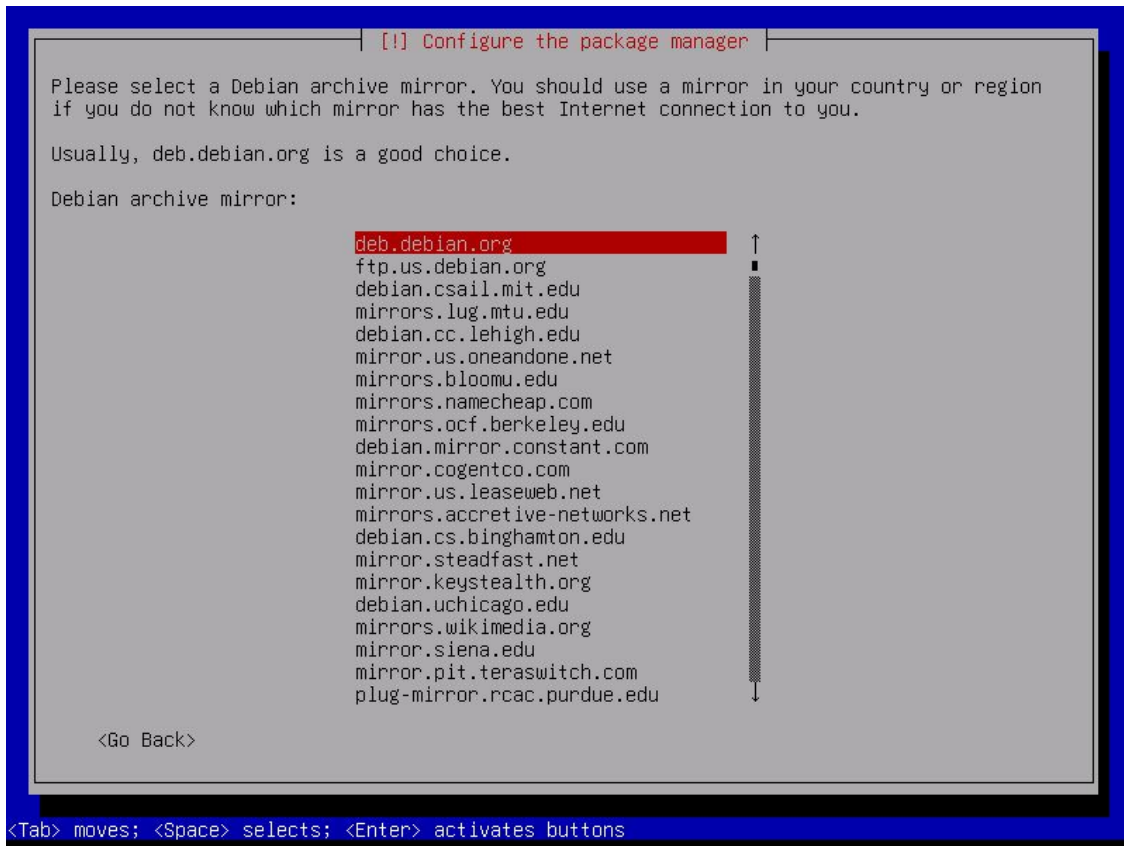 [!] Configure the package manager
Please select a Debian archive mirror. You should use a mirror in your country or region
if you do not know which mirror has the best Internet connection to you.
Usually, deb.debian.org is a good choice.
Debian archive mirror:
deb.debian.org
ftp.us.debian.org
debian.csail.mit.edu
mirrors.lug.mtu.edu
debian.cc.lehigh.edu
mirror.us.oneandone.net
mirrors.bloomu.edu
mirrors.namecheap.com
mirrors.ocf.berkeley.edu
debian.mirror.constant.com
mirror.cogentco.com
mirror.us.leaseweb.net
mirrors.accretive-networks.net
debian.cs.binghamton.edu
mirror.steadfast.net
mirror.keystealth.org
debian.uchicago.edu
mirrors.wikimedia.org
mirror.siena.edu
mirror.pit.teraswitch.com
plug-mirror.rcac.purdue.edu
<Go Back>
<Tab> moves; <Space> selects; <Enter> activates buttons